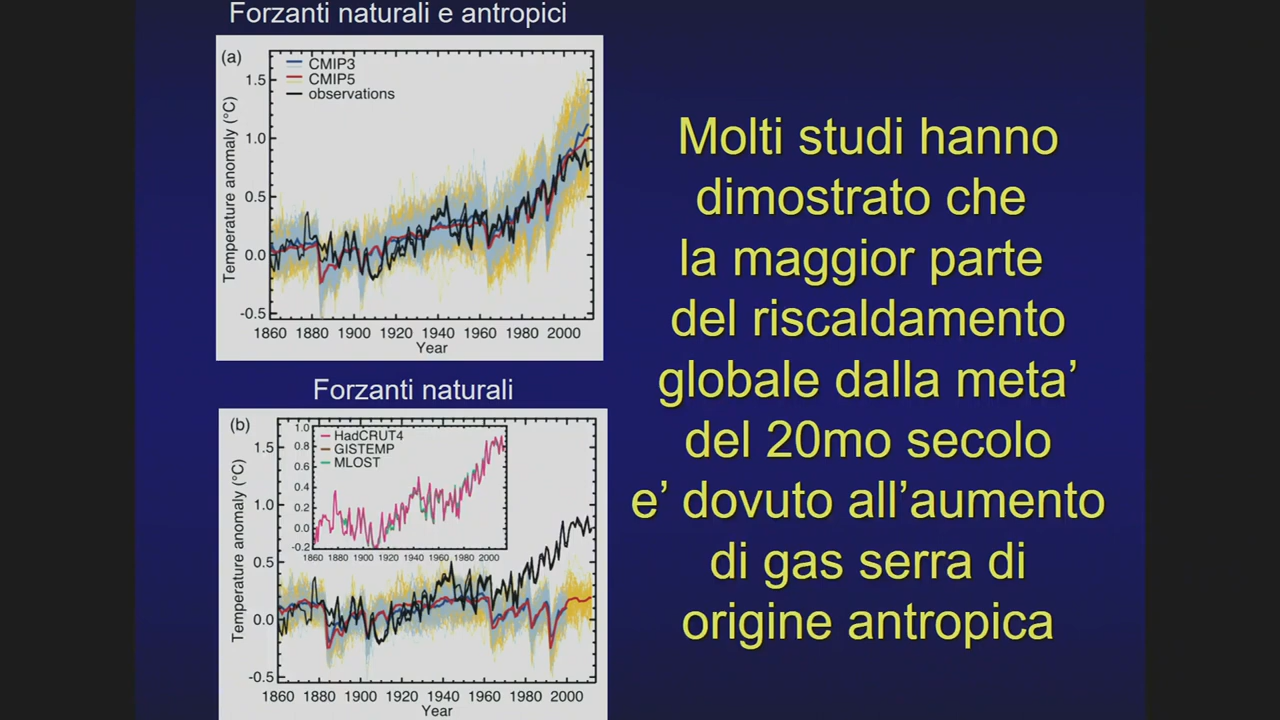 Forzanti naturali e antropici
(a)
CMIP3
CMIP5
observations
Temperature anomaly (°C)
1.5
1.0
0.5
0.0
-0.5
1860 1880 1900 1920 1940 1960 1980 2000
Year
Forzanti naturali
(b)
HadCRUT4
GISTEMP
MLOST
1.0
0.8
0.6
0.4
0.2
0.0
-0.2
1860 1880 1900 1920 1940 1960 1980 2000
Temperature anomaly (°C)
1.5
1.0
0.5
0.0
-0.5
1860 1880 1900 1920 1940 1960 1980 2000
Year
Molti studi hanno
dimostrato che
la maggior parte
del riscaldamento
globale dalla meta’
del 20mo secolo
e’ dovuto all’aumento
di gas serra di
origine antropica